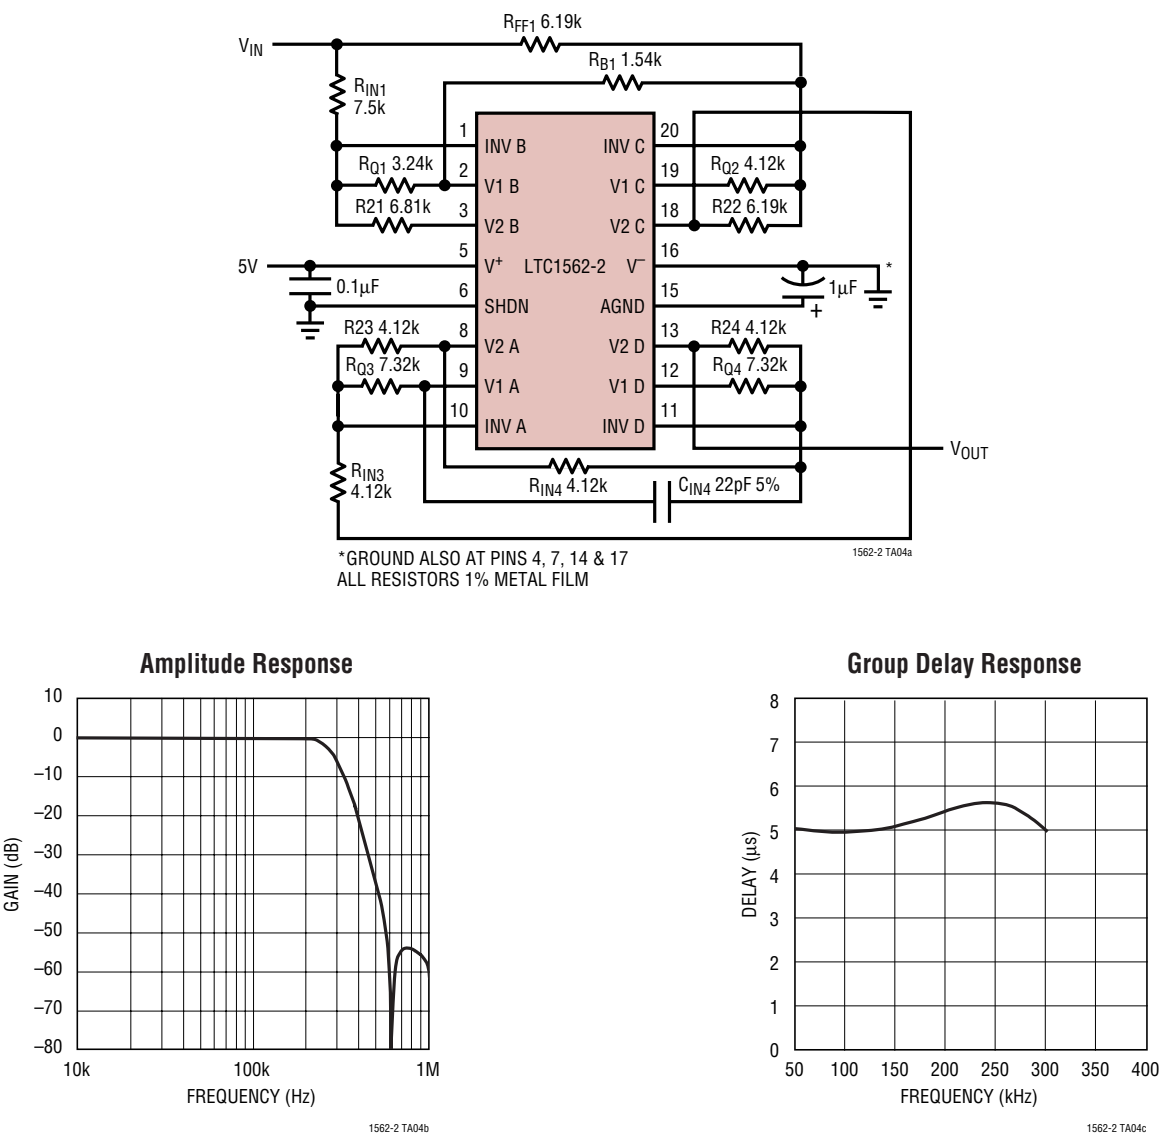 R_FF1 6.19k
V_IN
R_B1 1.54k
R_IN1
7.5k
1
20
INV B
INV C
R_Q1 3.24k
2
19
R_Q2 4.12k
V1 B
V1 C
R21 6.81k
3
18
R22 6.19k
V2 B
V2 C
5V
5
16
*
V+
LTC1562-2
V–
0.1µF
1µF
6
15
SHDN
AGND
+
R23 4.12k
8
13
R24 4.12k
V2 A
V2 D
R_Q3 7.32k
9
12
R_Q4 7.32k
V1 A
V1 D
10
11
INV A
INV D
V_OUT
R_IN3
4.12k
R_IN4 4.12k
C_IN4 22pF 5%
*GROUND ALSO AT PINS 4, 7, 14 & 17
ALL RESISTORS 1% METAL FILM
1562-2 TA04a
Amplitude Response
10
0
–10
–20
–30
–40
–50
–60
–70
–80
GAIN (dB)
10k
100k
1M
FREQUENCY (Hz)
1562-2 TA04b
Group Delay Response
8
7
6
5
4
3
2
1
0
DELAY (µs)
50
100
150
200
250
300
350
400
FREQUENCY (kHz)
1562-2 TA04c